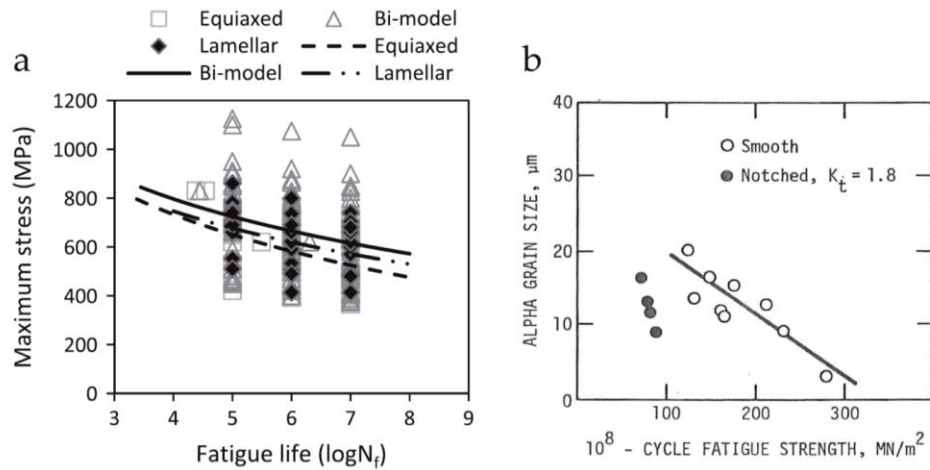 a
Equiaxed Bi-model
Lamellar Equiaxed
Bi-model Lamellar
Maximum stress (MPa)
1200
1000
800
600
400
200
0
3 4 5 6 7 8 9
Fatigue life (logN_f)
b
ALPHA GRAIN SIZE, μm
40
30
20
10
0
Smooth
Notched, K_t = 1.8
100 200 300
10^8 - CYCLE FATIGUE STRENGTH, MN/m^2